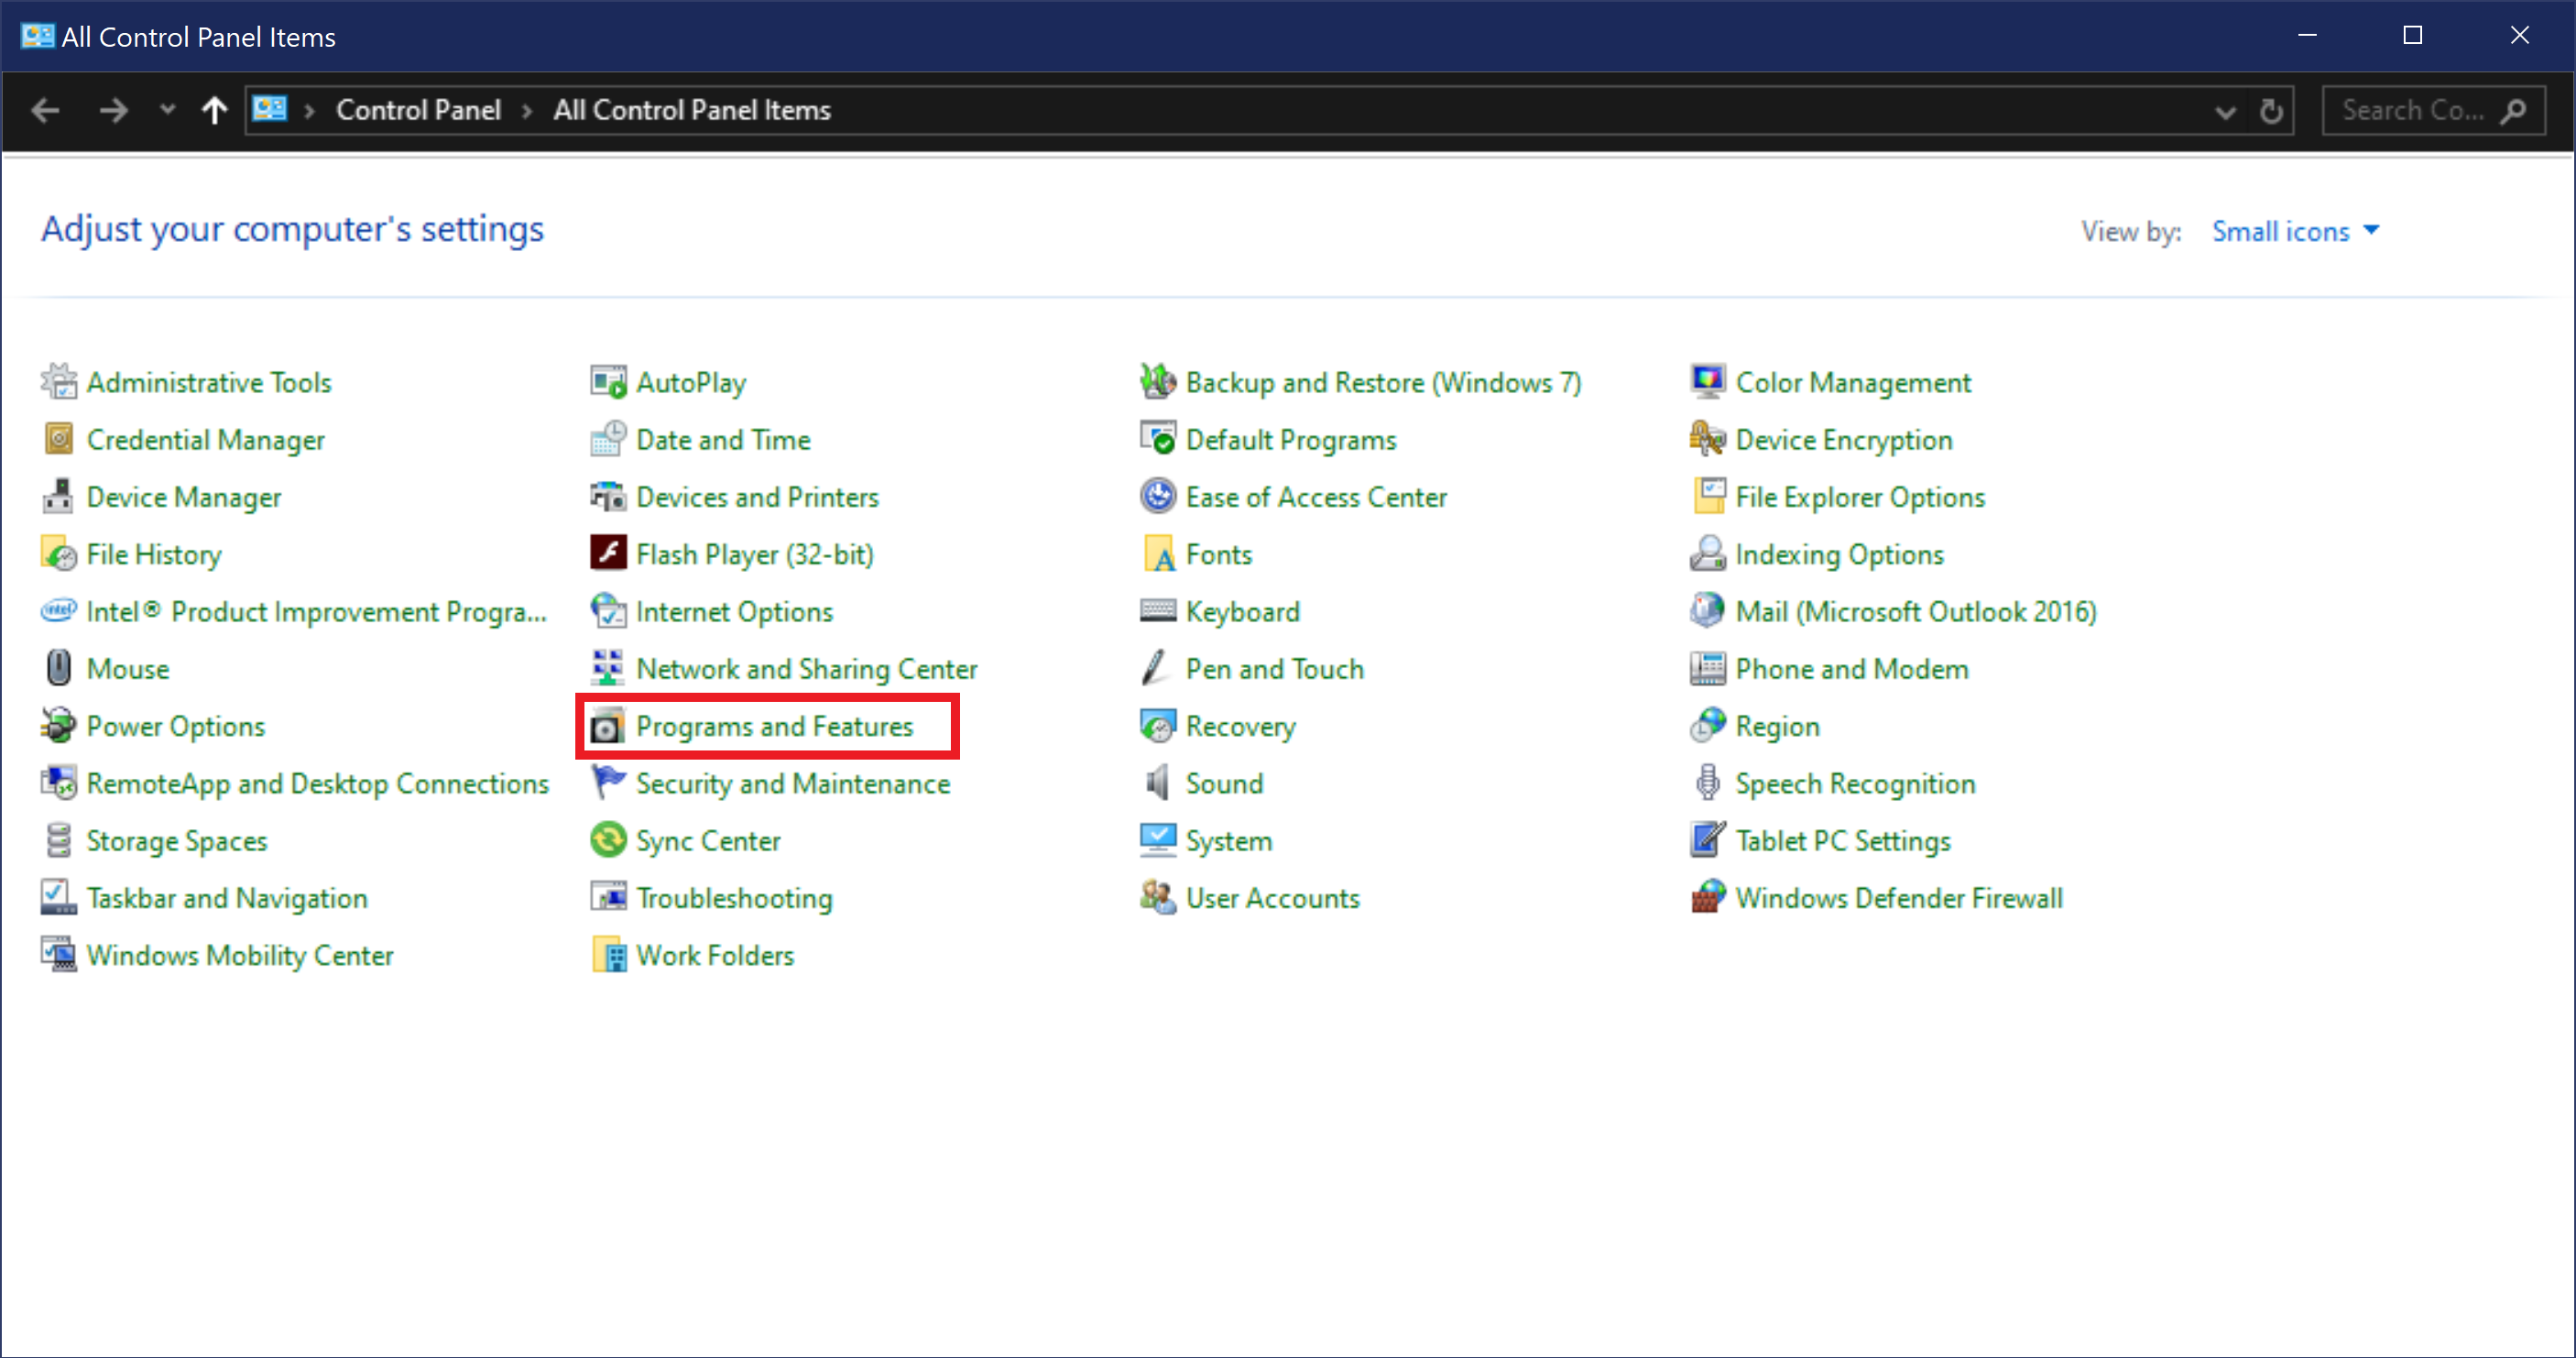 All Control Panel Items
Control Panel > All Control Panel Items
Search Co...
Adjust your computer's settings
View by: Small icons
Administrative Tools
AutoPlay
Backup and Restore (Windows 7)
Color Management
Credential Manager
Date and Time
Default Programs
Device Encryption
Device Manager
Devices and Printers
Ease of Access Center
File Explorer Options
File History
Flash Player (32-bit)
Fonts
Indexing Options
intel Intel® Product Improvement Progra...
Internet Options
Keyboard
Mail (Microsoft Outlook 2016)
Mouse
Network and Sharing Center
Pen and Touch
Phone and Modem
Power Options
Programs and Features
Recovery
Region
RemoteApp and Desktop Connections
Security and Maintenance
Sound
Speech Recognition
Storage Spaces
Sync Center
System
Tablet PC Settings
Taskbar and Navigation
Troubleshooting
User Accounts
Windows Defender Firewall
Windows Mobility Center
Work Folders